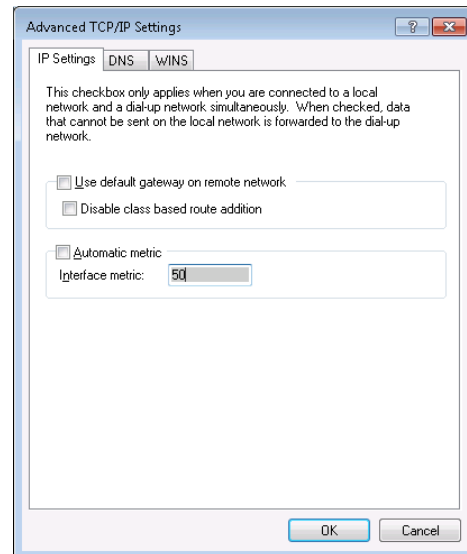 Advanced TCP/IP Settings
IP Settings DNS WINS
This checkbox only applies when you are connected to a local
network and a dial-up network simultaneously. When checked, data
that cannot be sent on the local network is forwarded to the dial-up
network.
Use default gateway on remote network
Disable class based route addition
Automatic metric
Interface metric: 50
OK Cancel